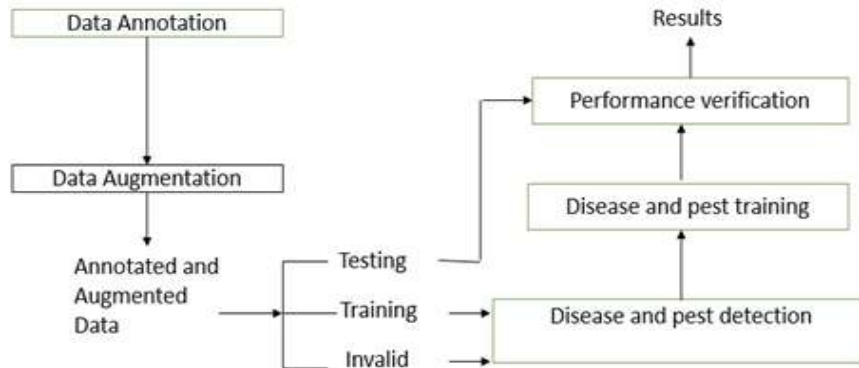 Data Annotation
Data Augmentation
Annotated and
Augmented
Data
Testing
Training
Invalid
Results
Performance verification
Disease and pest training
Disease and pest detection